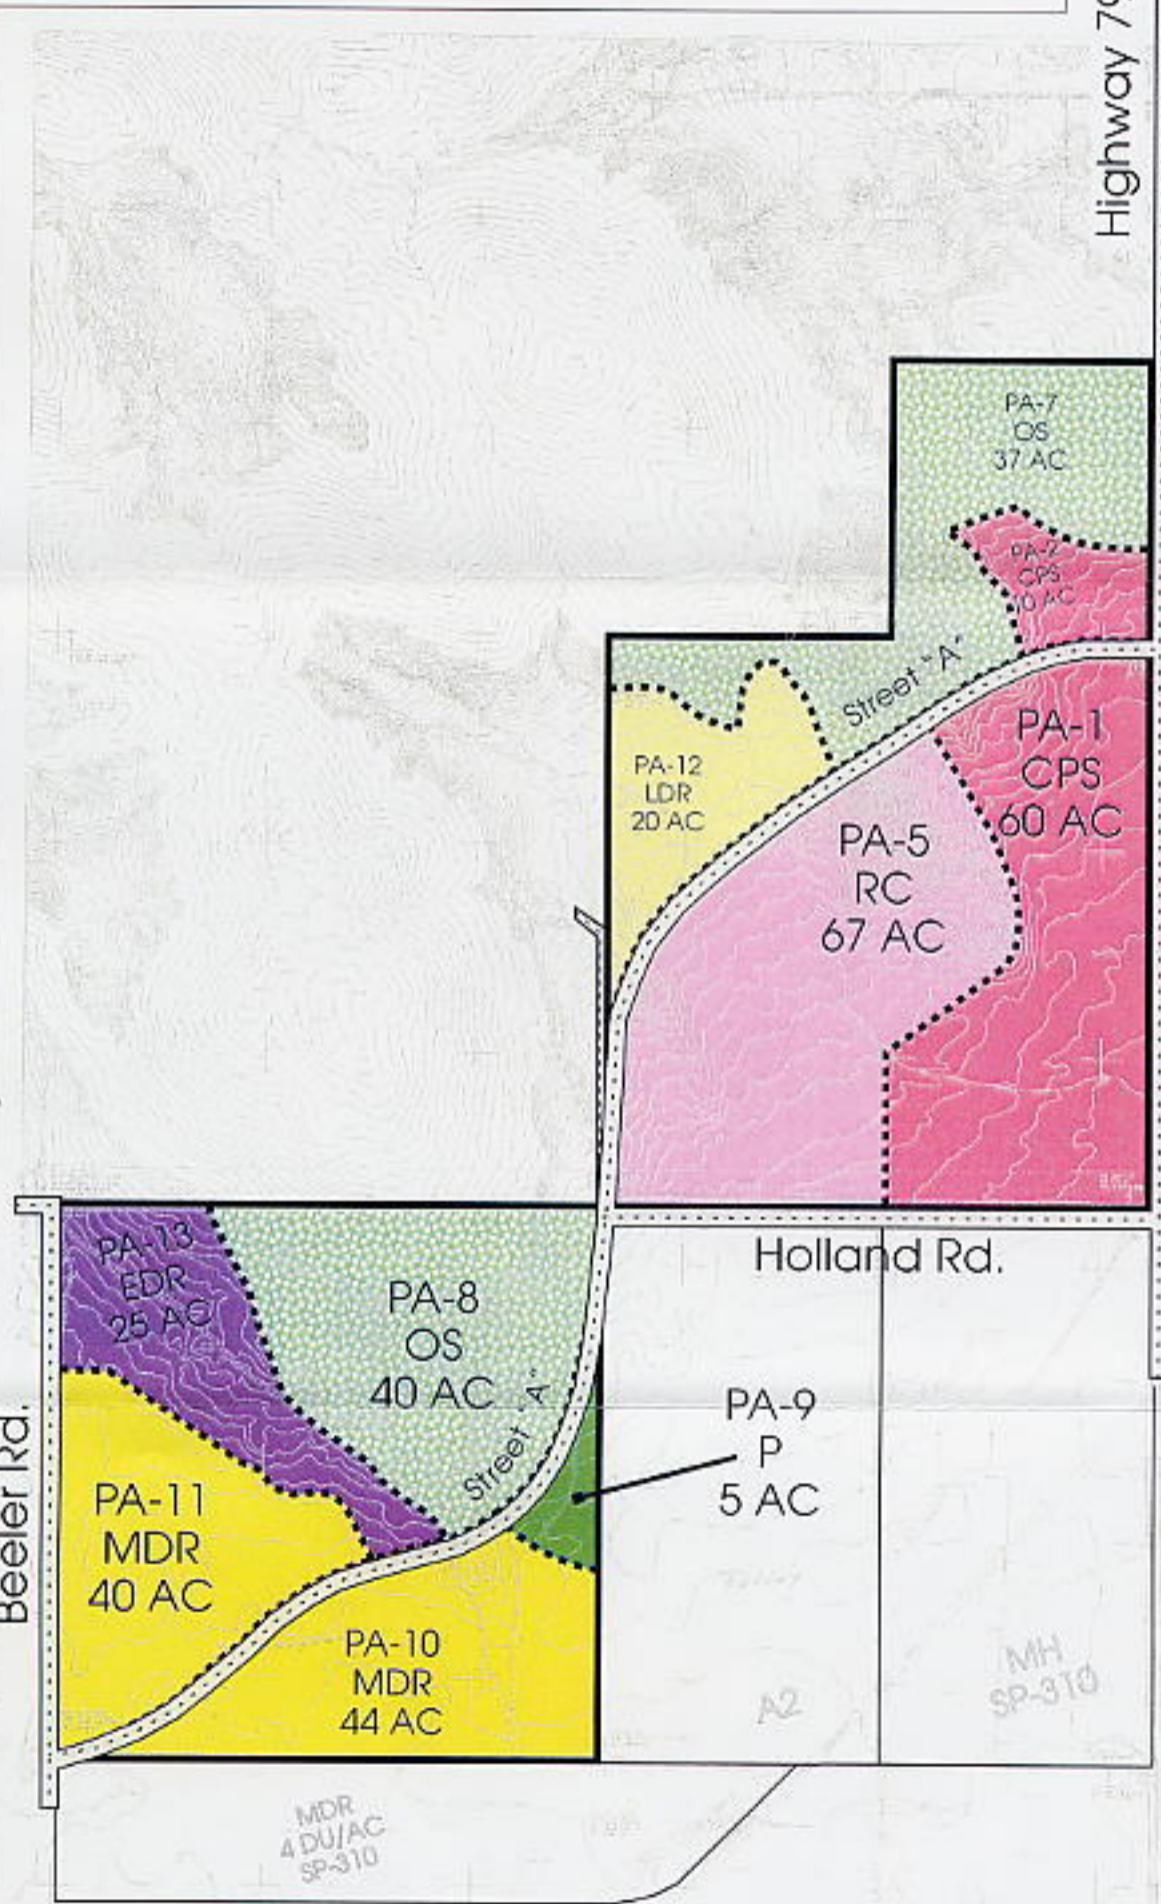 Highway 79
PA-7
OS
37 AC
PA-2
CPS
10 AC
Street "A"
PA-1
CPS
60 AC
PA-12
LDR
20 AC
PA-5
RC
67 AC
Holland Rd.
PA-13
EDR
25 AC
PA-8
OS
40 AC
Street "A"
PA-9
P
5 AC
Beeler Rd.
PA-11
MDR
40 AC
PA-10
MDR
44 AC
A2
MH
SP-310
MDR
4 DU/AC
SP-310